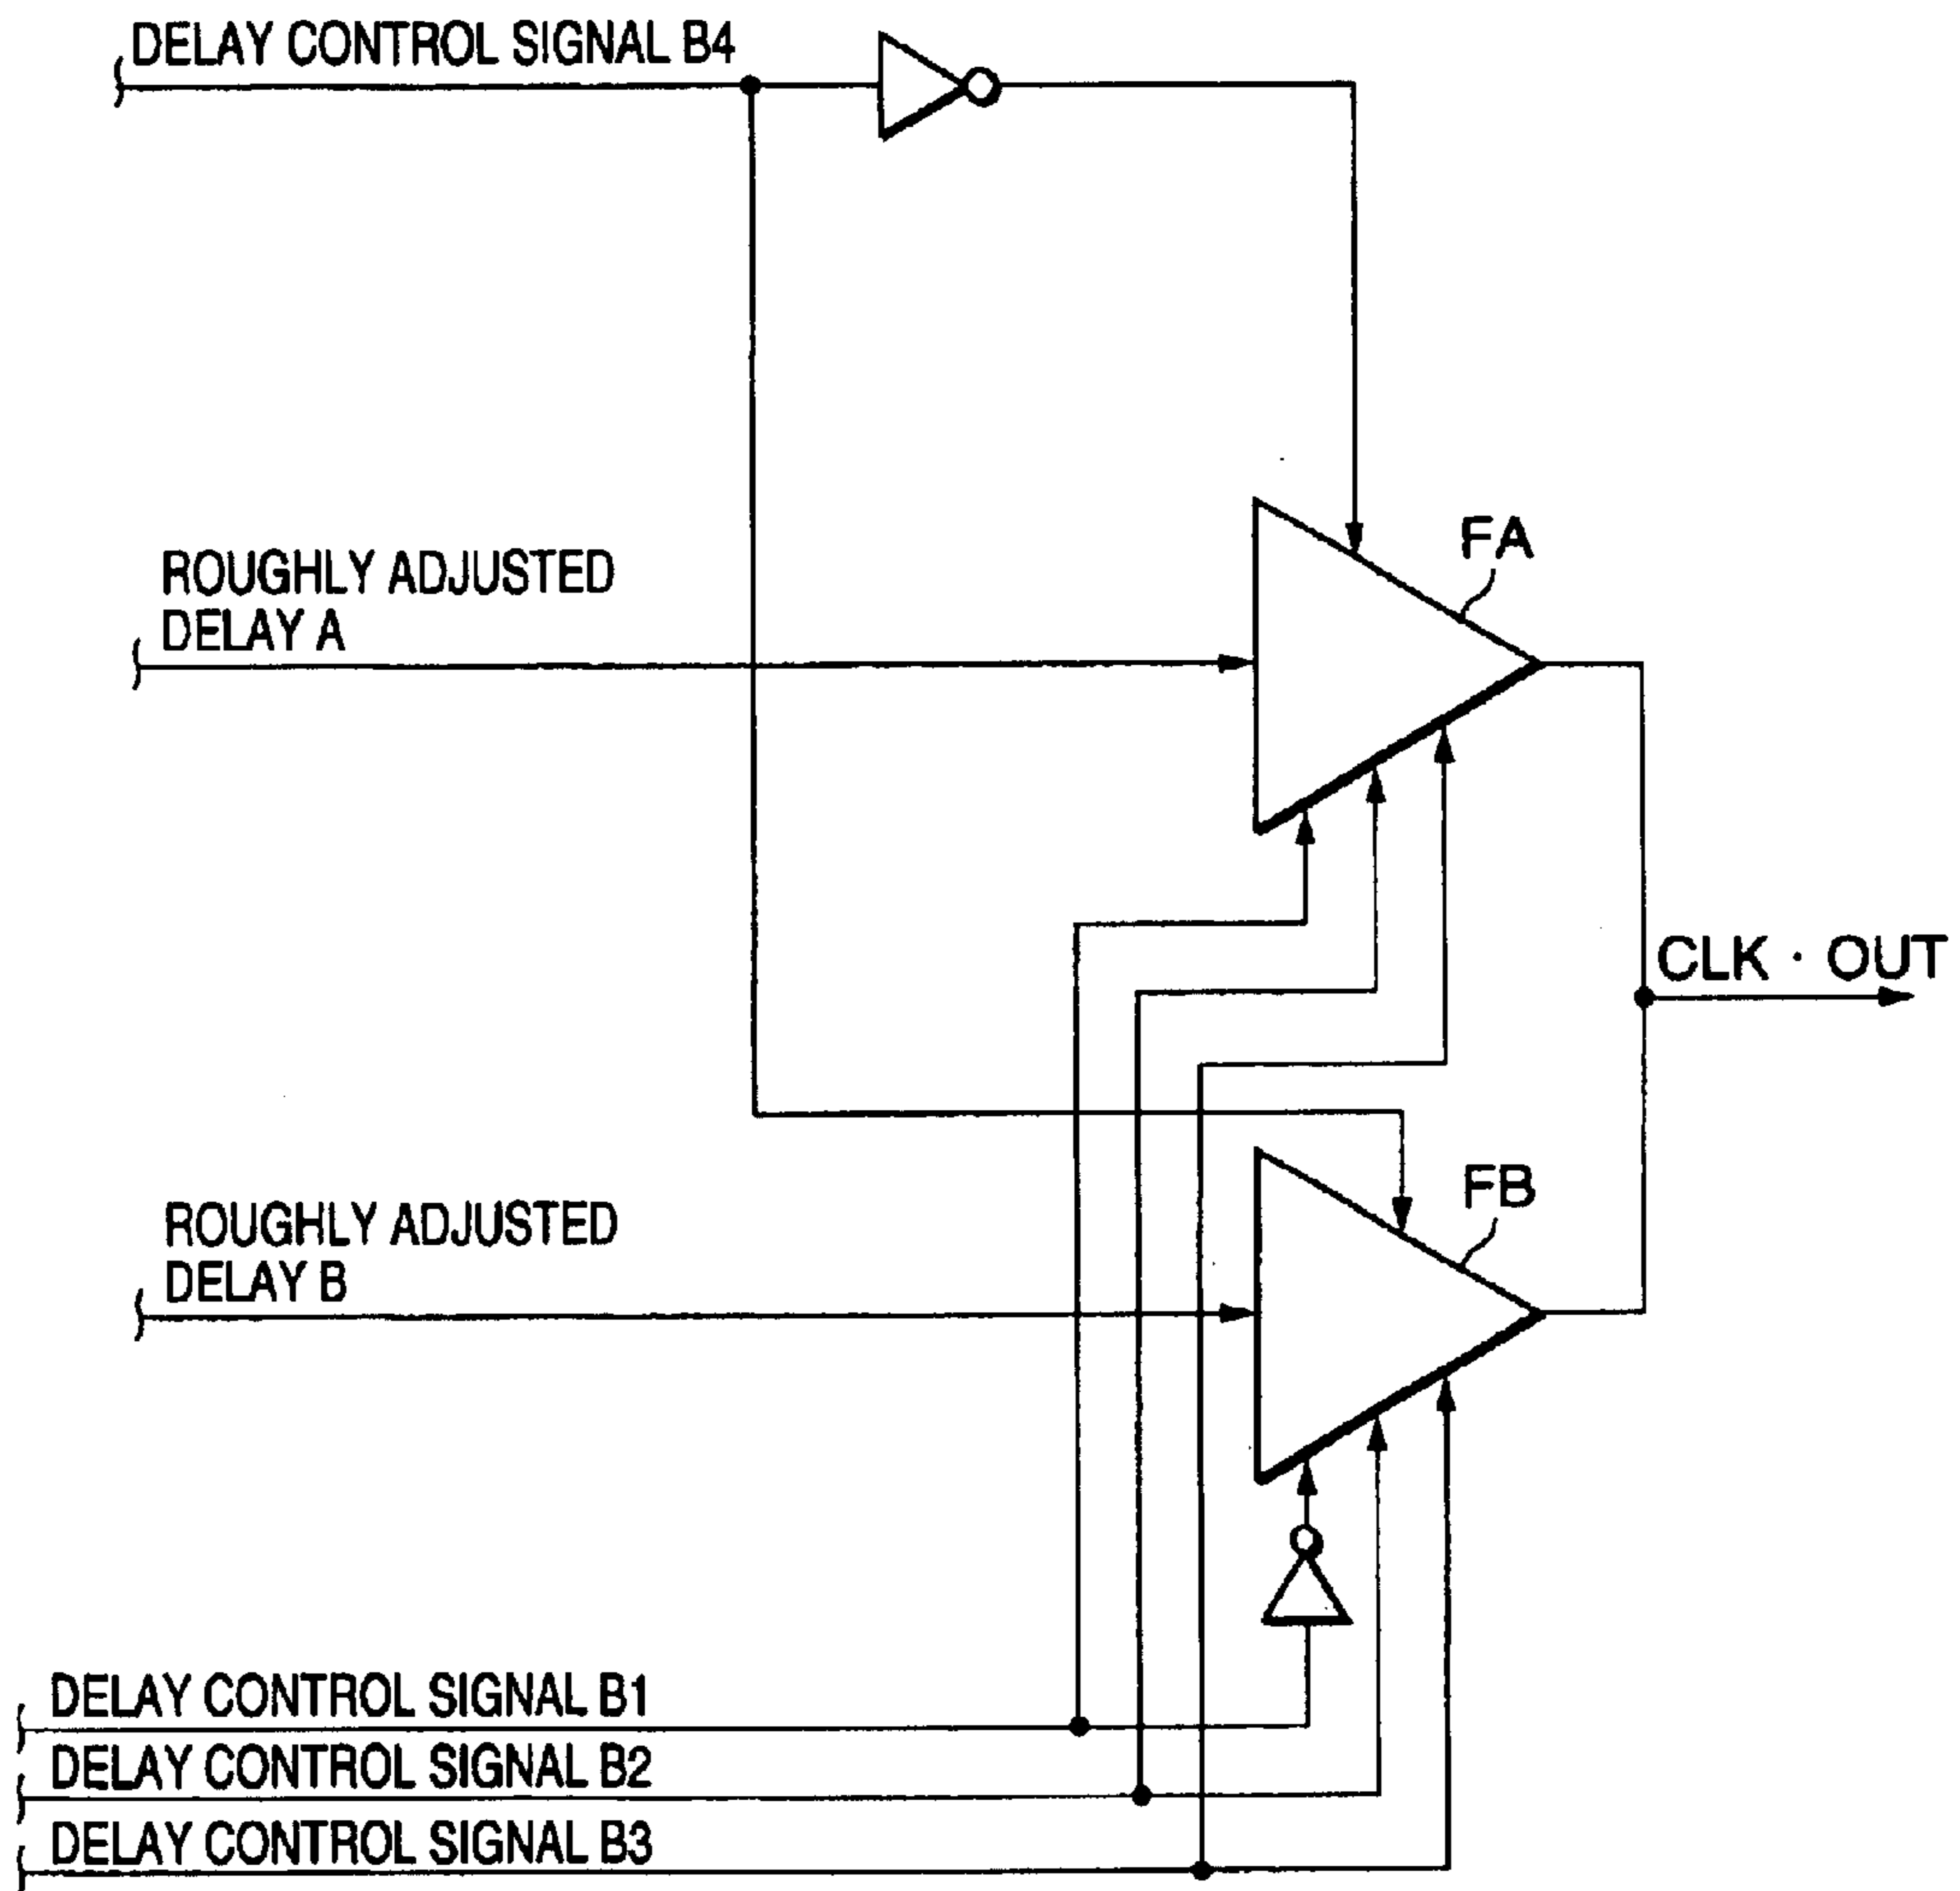 DELAY CONTROL SIGNAL B4
ROUGHLY ADJUSTED
DELAY A
FA
CLK · OUT
ROUGHLY ADJUSTED
DELAY B
FB
DELAY CONTROL SIGNAL B1
DELAY CONTROL SIGNAL B2
DELAY CONTROL SIGNAL B3